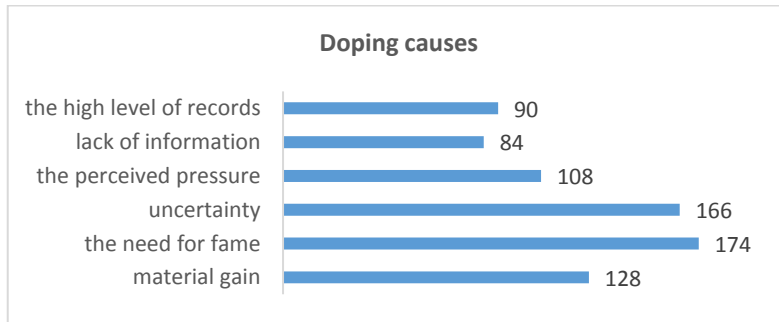 Doping causes
the high level of records 90
lack of information 84
the perceived pressure 108
uncertainty 166
the need for fame 174
material gain 128